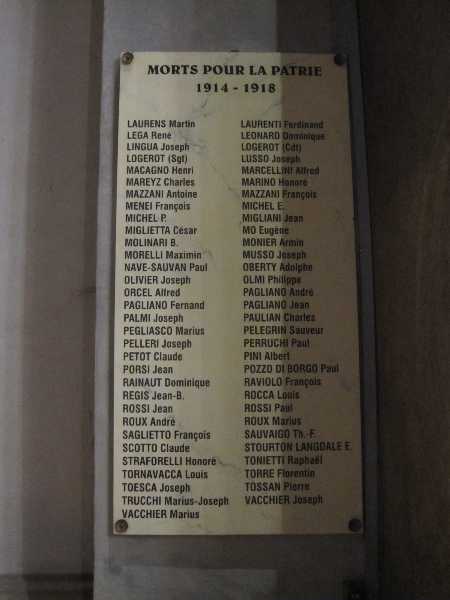 MORTS POUR LA PATRIE
1914 - 1918
LAURENS Martin LAURENTI Ferdinand
LEGA René LEONARD Dominique
LINGUA Joseph LOGEROT (Cdt)
LOGEROT (Sgt) LUSSO Joseph
MACAGNO Henri MARCELLINI Alfred
MAREYZ Charles MARINO Honoré
MAZZANI Antoine MAZZANI François
MENEI François MICHEL E.
MICHEL P. MIGLIANI Jean
MIGLIETTA César MO Eugène
MOLINARI B. MONIER Armin
MORELLI Maximin MUSSO Joseph
NAVE-SAUVAN Paul OBERTY Adolphe
OLIVIER Joseph OLMI Philippe
ORCEL Alfred PAGLIANO André
PAGLIANO Fernand PAGLIANO Jean
PALMI Joseph PAULIAN Charles
PEGLIASCO Marius PELEGRIN Sauveur
PELLERI Joseph PERRUCHI Paul
PETOT Claude PINI Albert
PORSI Jean POZZO DI BORGO Paul
RAINAUT Dominique RAVIOLO François
REGIS Jean-B. ROCCA Louis
ROSSI Jean ROSSI Paul
ROUX André ROUX Marius
SAGLIETTO François SAUVAIGO Th.-F.
SCOTTO Claude STOURTON LANGDALE E.
STRAFORELLI Honoré TONIETTI Raphaël
TORNAVACCA Louis TORRE Florentin
TOESCA Joseph TOSSAN Pierre
TRUCCHI Marius-Joseph VACCHIER Joseph
VACCHIER Marius